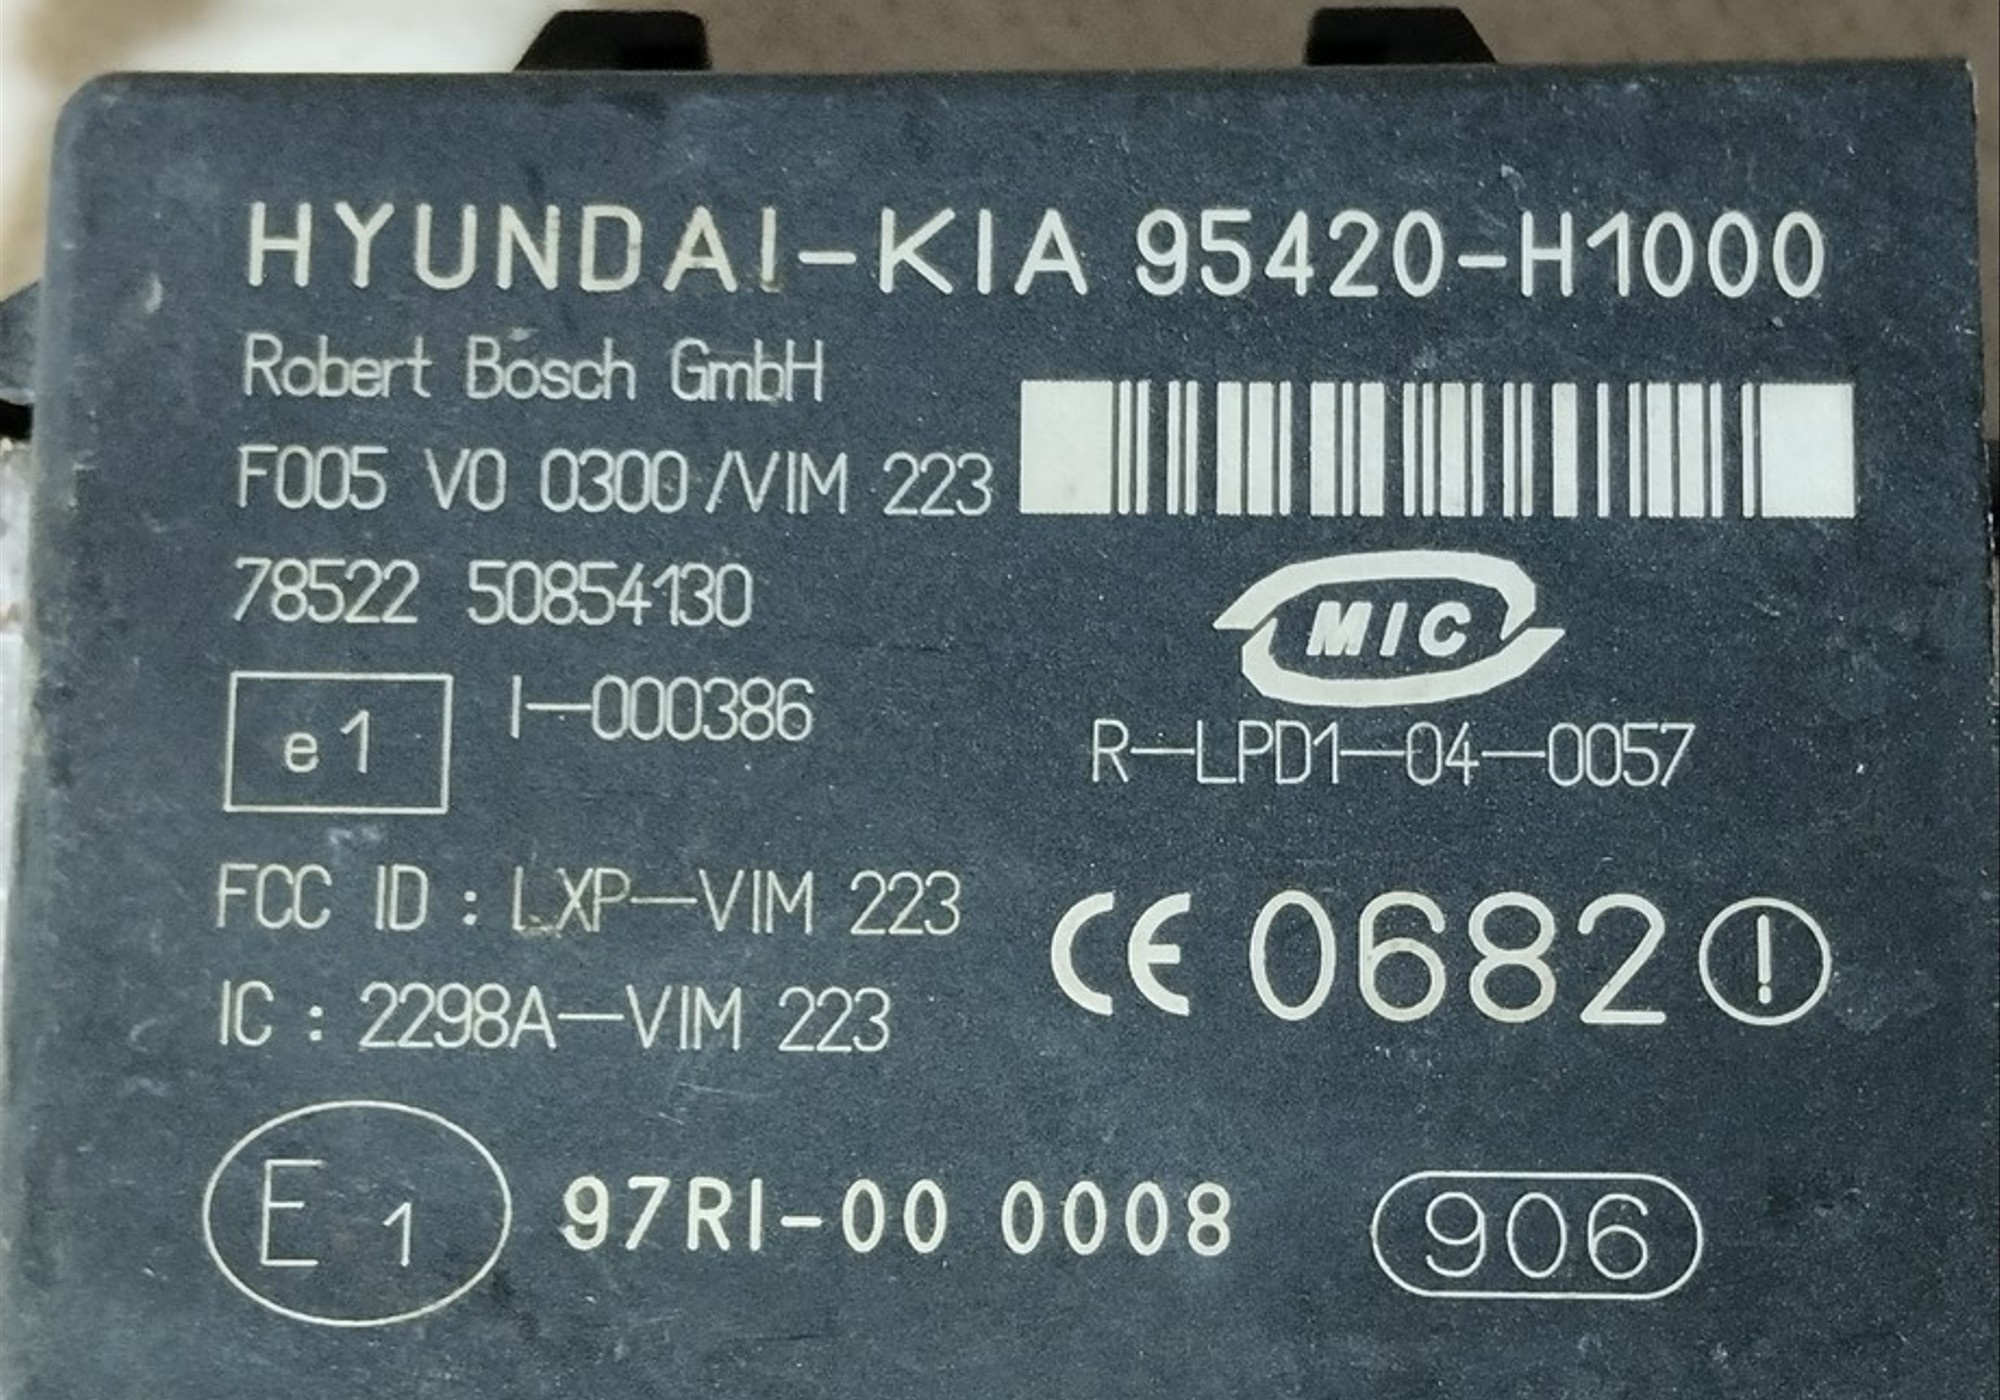 HYUNDAI-KIA 95420-H1000
Robert Bosch GmbH
F005 V0 0300 /VIM 223
78522 50854130
MIC
e1 I-000386
R-LPD1-04-0057
FCC ID : LXP-VIM 223
CE 0682 !
IC : 2298A-VIM 223
E1 97RI-00 0008 906